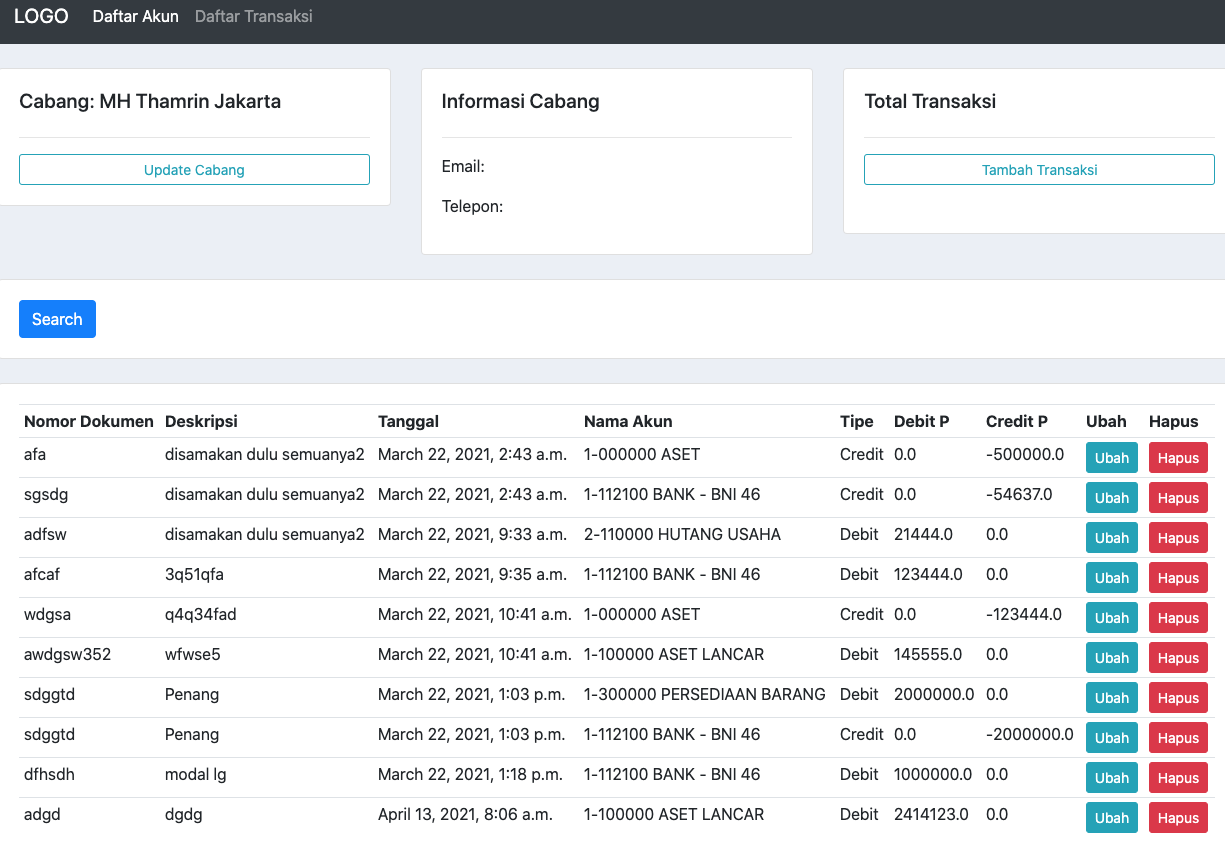 LOGO Daftar Akun Daftar Transaksi
Cabang: MH Thamrin Jakarta
Update Cabang
Informasi Cabang
Email:
Telepon:
Total Transaksi
Tambah Transaksi
Search
Nomor Dokumen Deskripsi Tanggal Nama Akun Tipe Debit P Credit P Ubah Hapus
afa disamakan dulu semuanya2 March 22, 2021, 2:43 a.m. 1-000000 ASET Credit 0.0 -500000.0 Ubah Hapus
sgsdg disamakan dulu semuanya2 March 22, 2021, 2:43 a.m. 1-112100 BANK - BNI 46 Credit 0.0 -54637.0 Ubah Hapus
adfsw disamakan dulu semuanya2 March 22, 2021, 9:33 a.m. 2-110000 HUTANG USAHA Debit 21444.0 0.0 Ubah Hapus
afcaf 3q51qfa March 22, 2021, 9:35 a.m. 1-112100 BANK - BNI 46 Debit 123444.0 0.0 Ubah Hapus
wdgsa q4q34fad March 22, 2021, 10:41 a.m. 1-000000 ASET Credit 0.0 -123444.0 Ubah Hapus
awdgsw352 wfwse5 March 22, 2021, 10:41 a.m. 1-100000 ASET LANCAR Debit 145555.0 0.0 Ubah Hapus
sdggtd Penang March 22, 2021, 1:03 p.m. 1-300000 PERSEDIAAN BARANG Debit 2000000.0 0.0 Ubah Hapus
sdggtd Penang March 22, 2021, 1:03 p.m. 1-112100 BANK - BNI 46 Credit 0.0 -2000000.0 Ubah Hapus
dfhsdh modal lg March 22, 2021, 1:18 p.m. 1-112100 BANK - BNI 46 Debit 1000000.0 0.0 Ubah Hapus
adgd dgdg April 13, 2021, 8:06 a.m. 1-100000 ASET LANCAR Debit 2414123.0 0.0 Ubah Hapus